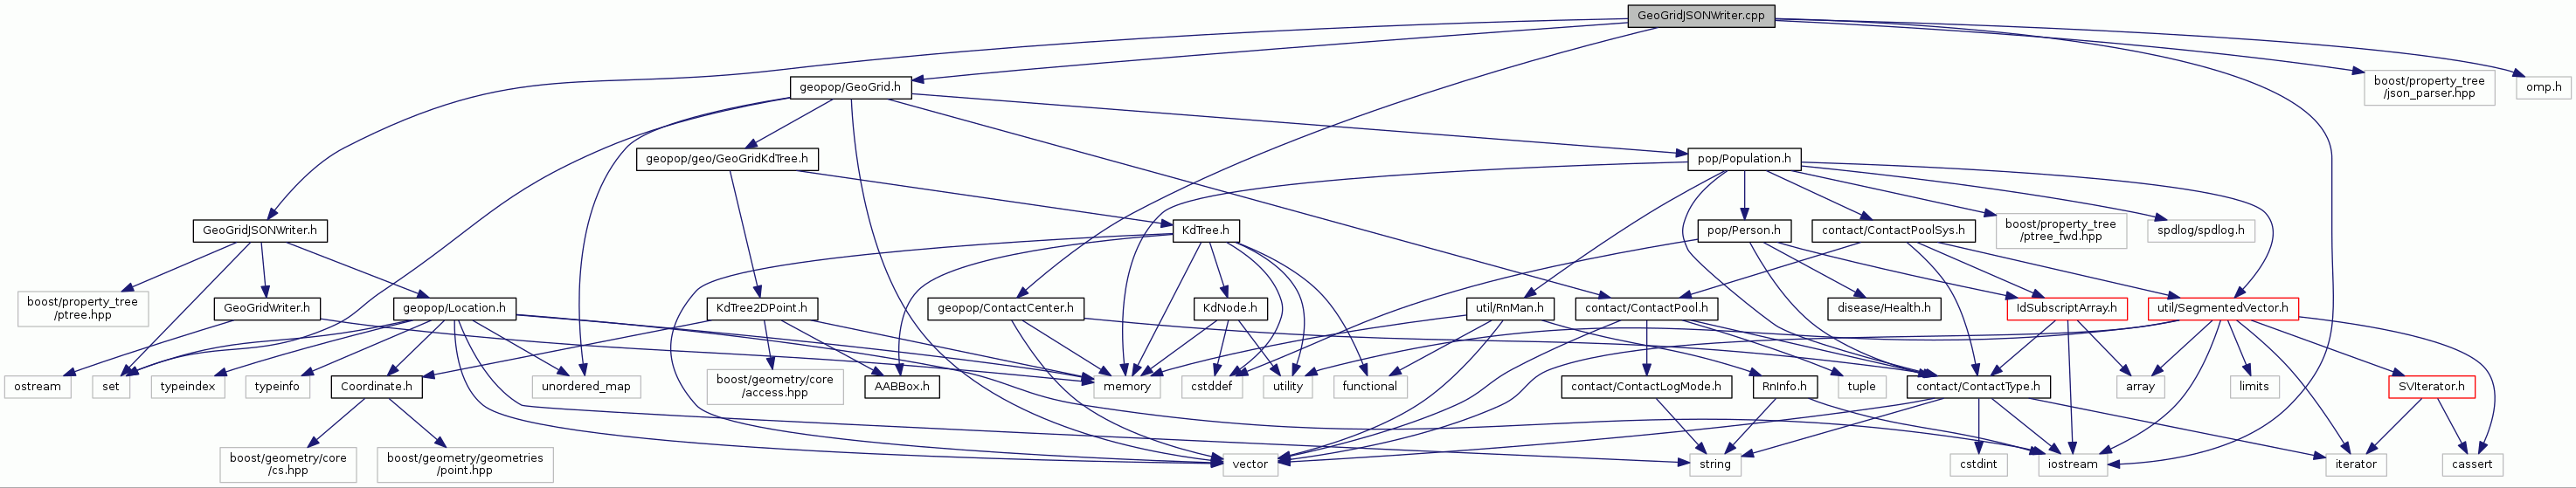 GeoGridJSONWriter.cpp
geopop/GeoGrid.h
boost/property_tree
/json_parser.hpp
omp.h
geopop/geo/GeoGridKdTree.h
pop/Population.h
GeoGridJSONWriter.h
KdTree.h
pop/Person.h
contact/ContactPoolSys.h
boost/property_tree
/ptree_fwd.hpp
spdlog/spdlog.h
boost/property_tree
/ptree.hpp
GeoGridWriter.h
geopop/Location.h
KdTree2DPoint.h
geopop/ContactCenter.h
KdNode.h
util/RnMan.h
contact/ContactPool.h
disease/Health.h
IdSubscriptArray.h
util/SegmentedVector.h
ostream
set
typeindex
typeinfo
Coordinate.h
unordered_map
boost/geometry/core
/access.hpp
AABBox.h
memory
cstddef
utility
functional
contact/ContactLogMode.h
RnInfo.h
tuple
contact/ContactType.h
array
limits
SVIterator.h
boost/geometry/core
/cs.hpp
boost/geometry/geometries
/point.hpp
vector
string
cstdint
iostream
iterator
cassert